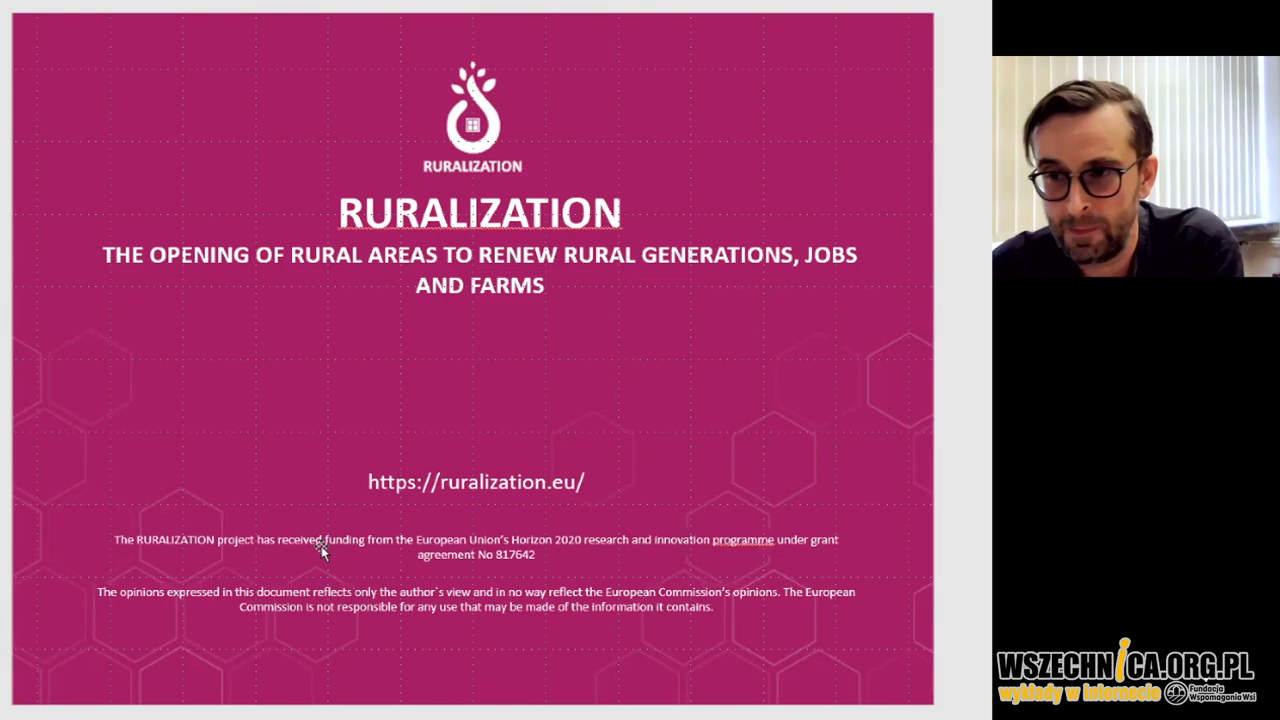 RURALIZATION
RURALIZATION
THE OPENING OF RURAL AREAS TO RENEW RURAL GENERATIONS, JOBS
AND FARMS
https://ruralization.eu/
The RURALIZATION project has received funding from the European Union's Horizon 2020 research and innovation programme under grant
agreement No 817642
The opinions expressed in this document reflects only the author`s view and in no way reflect the European Commission's opinions. The European
Commission is not responsible for any use that may be made of the information it contains.
WSZECHNICA.ORG.PL
wykłady w internecie
Fundacja
Wspomagania Wsi